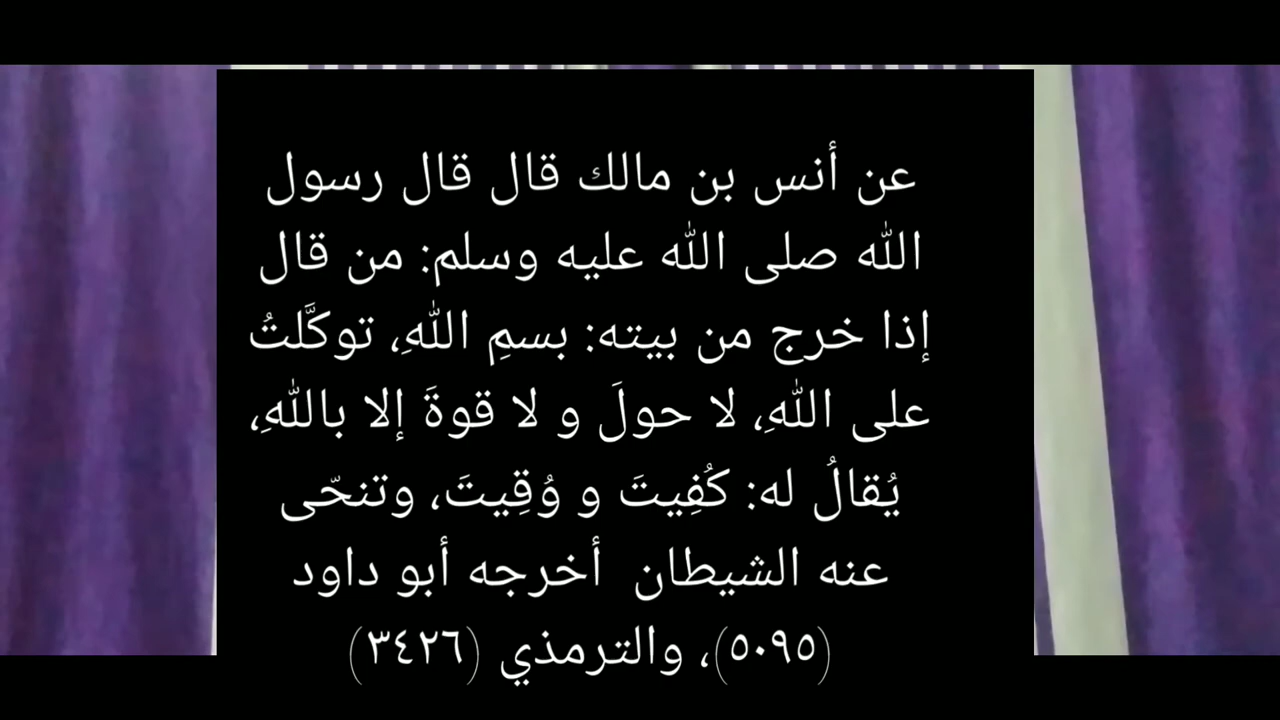 عن أنس بن مالك قال قال رسول
الله صلى الله عليه وسلم: من قال
إذا خرج من بيته: بسمِ اللهِ، توكَّلتُ
على اللهِ، لا حولَ و لا قوةَ إلا باللهِ،
يُقالُ له: كُفِيتَ و وُقِيتَ، وتنحّى
عنه الشيطان أخرجه أبو داود
(٥٠٩٥)، والترمذي (٣٤٢٦)